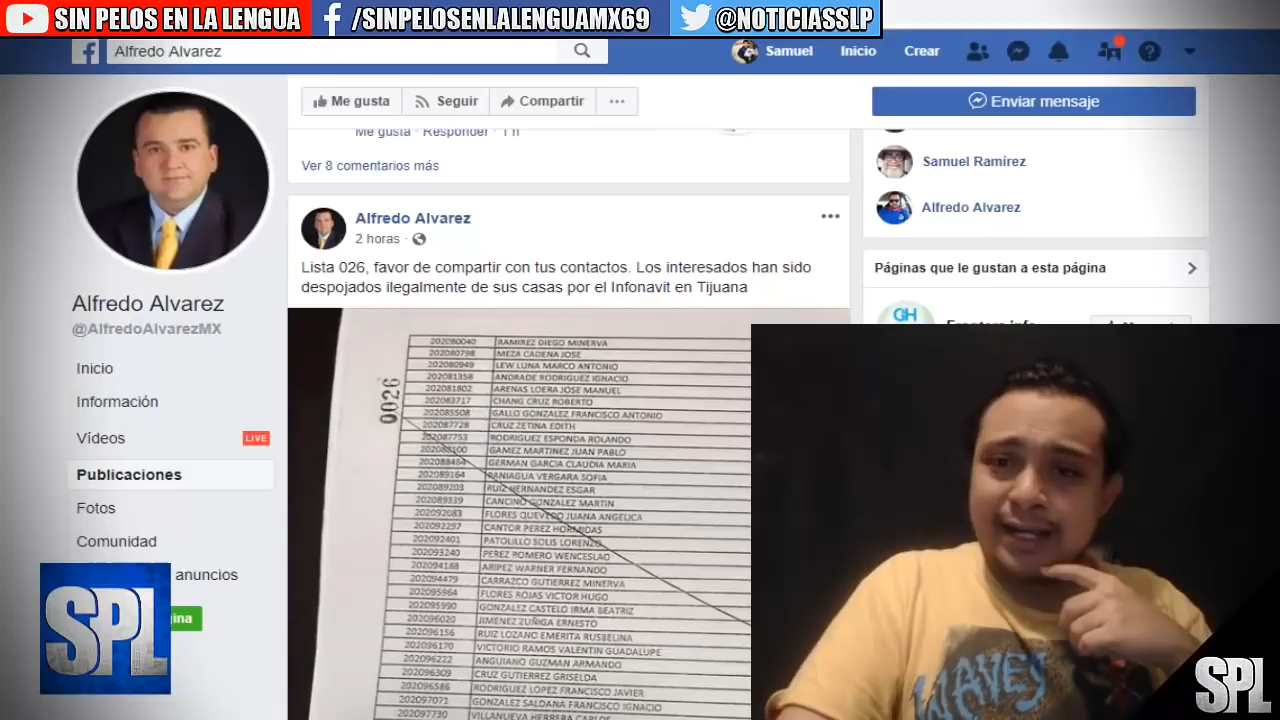 SIN PELOS EN LA LENGUA
/SINPELOSENLALENGUAMX69
@NOTICIASSLP
Alfredo Alvarez
Samuel
Inicio
Crear
Me gusta
Seguir
Compartir
Enviar mensaje
Me gusta · Responder · 1 h
Ver 8 comentarios más
Samuel Ramírez
Alfredo Alvarez
Páginas que le gustan a esta página
Frontera.info
Alfredo Alvarez
2 horas
Lista 026, favor de compartir con tus contactos. Los interesados han sido
despojados ilegalmente de sus casas por el Infonavit en Tijuana
Alfredo Alvarez
@AlfredoAlvarezMX
Inicio
Información
Vídeos LIVE
Publicaciones
Fotos
Comunidad
anuncios
0026
202080040 RAMIREZ DIEGO MINERVA
202080798 MEZA CADENA JOSE
202080949 LEW LUNA MARCO ANTONIO
202081358 ANDRADE RODRIGUEZ IGNACIO
202081802 ARENAS LOERA JOSE MANUEL
202083717 CHANG CRUZ ROBERTO
202085508 GALLO GONZALEZ FRANCISCO ANTONIO
202087728 CRUZ ZETINA EDITH
202087753 RODRIGUEZ ESPONDA ROLANDO
202088100 GAMEZ MARTINEZ JUAN PABLO
202088464 GERMAN GARCIA CLAUDIA MARIA
202089164 PANIAGUA VERGARA SOFIA
202089203 RUIZ HERNANDEZ ESGAR
202089339 CANCINO GONZALEZ MARTIN
202092083 FLORES QUEVEDO JUANA ANGELICA
202092297 CANTOR PEREZ HORMIDAS
202092401 PATOLILLO SOLIS LORENZO
202093240 PEREZ ROMERO WENCESLAO
202094188 ARIPEZ WARNER FERNANDO
202094479 CARRAZCO GUTIERREZ MINERVA
202095964 FLORES ROJAS VICTOR HUGO
202095990 GONZALEZ CASTELO IRMA BEATRIZ
202096020 JIMENEZ ZUÑIGA ERNESTO
202096156 RUIZ LOZANO EMERITA RUSBELINA
202096170 VICTORIO RAMOS VALENTIN GUADALUPE
202096222 ANGUIANO GUZMAN ARMANDO
202096309 CRUZ GUTIERREZ GRISELDA
202096586 RODRIGUEZ LOPEZ FRANCISCO JAVIER
202097071 GONZALEZ SALDANA FRANCISCO IGNACIO
202097730 VILLANUEVA HERRERA CARLOS
SPL
SPL